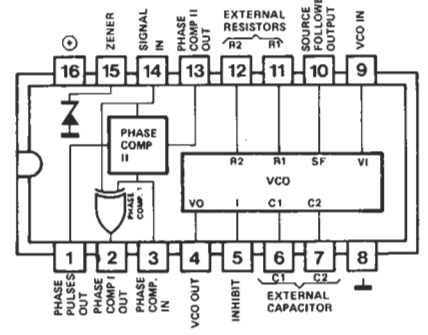 ⊕
ZENER
SIGNAL
IN
PHASE
COMP II
OUT
EXTERNAL
RESISTORS
R2 R1
SOURCE
FOLLOWE
OUTPUT
VCO IN
16 15 14 13 12 11 10 9
PHASE
COMP
II
R2 R1 SF VI
VCO
VO I C1 C2
PHASE
COMP. 1
1 2 3 4 5 6 7 8
PHASE
PULSES
OUT
PHASE
COMP I
OUT
PHASE
COMP.
IN
VCO OUT
INHIBIT
C1 C2
EXTERNAL
CAPACITOR